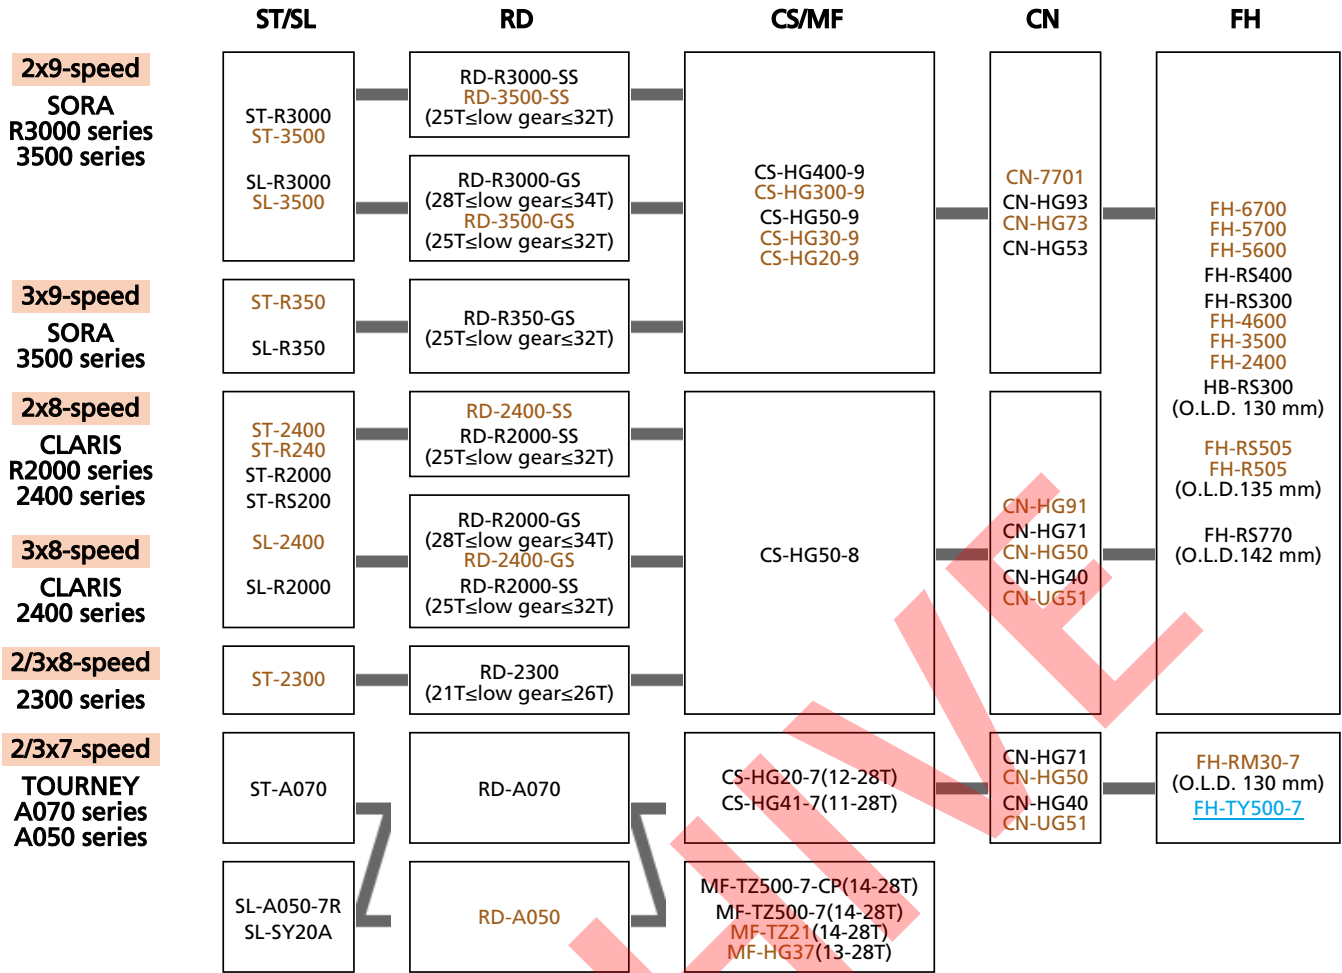 ST/SL
RD
CS/MF
CN
FH
2x9-speed
SORA
R3000 series
3500 series
ST-R3000
ST-3500
SL-R3000
SL-3500
RD-R3000-SS
RD-3500-SS
(25T≤low gear≤32T)
RD-R3000-GS
(28T≤low gear≤34T)
RD-3500-GS
(25T≤low gear≤32T)
3x9-speed
SORA
3500 series
ST-R350
SL-R350
RD-R350-GS
(25T≤low gear≤32T)
CS-HG400-9
CS-HG300-9
CS-HG50-9
CS-HG30-9
CS-HG20-9
CN-7701
CN-HG93
CN-HG73
CN-HG53
FH-6700
FH-5700
FH-5600
FH-RS400
FH-RS300
FH-4600
FH-3500
FH-2400
HB-RS300
(O.L.D. 130 mm)
FH-RS505
FH-R505
(O.L.D.135 mm)
FH-RS770
(O.L.D.142 mm)
2x8-speed
CLARIS
R2000 series
2400 series
3x8-speed
CLARIS
2400 series
ST-2400
ST-R240
ST-R2000
ST-RS200
SL-2400
SL-R2000
RD-2400-SS
RD-R2000-SS
(25T≤low gear≤32T)
RD-R2000-GS
(28T≤low gear≤34T)
RD-2400-GS
RD-R2000-SS
(25T≤low gear≤32T)
CS-HG50-8
CN-HG91
CN-HG71
CN-HG50
CN-HG40
CN-UG51
2/3x8-speed
2300 series
ST-2300
RD-2300
(21T≤low gear≤26T)
2/3x7-speed
TOURNEY
A070 series
A050 series
ST-A070
SL-A050-7R
SL-SY20A
RD-A070
RD-A050
CS-HG20-7(12-28T)
CS-HG41-7(11-28T)
MF-TZ500-7-CP(14-28T)
MF-TZ500-7(14-28T)
MF-TZ21(14-28T)
MF-HG37(13-28T)
CN-HG71
CN-HG50
CN-HG40
CN-UG51
FH-RM30-7
(O.L.D. 130 mm)
FH-TY500-7
HIVE